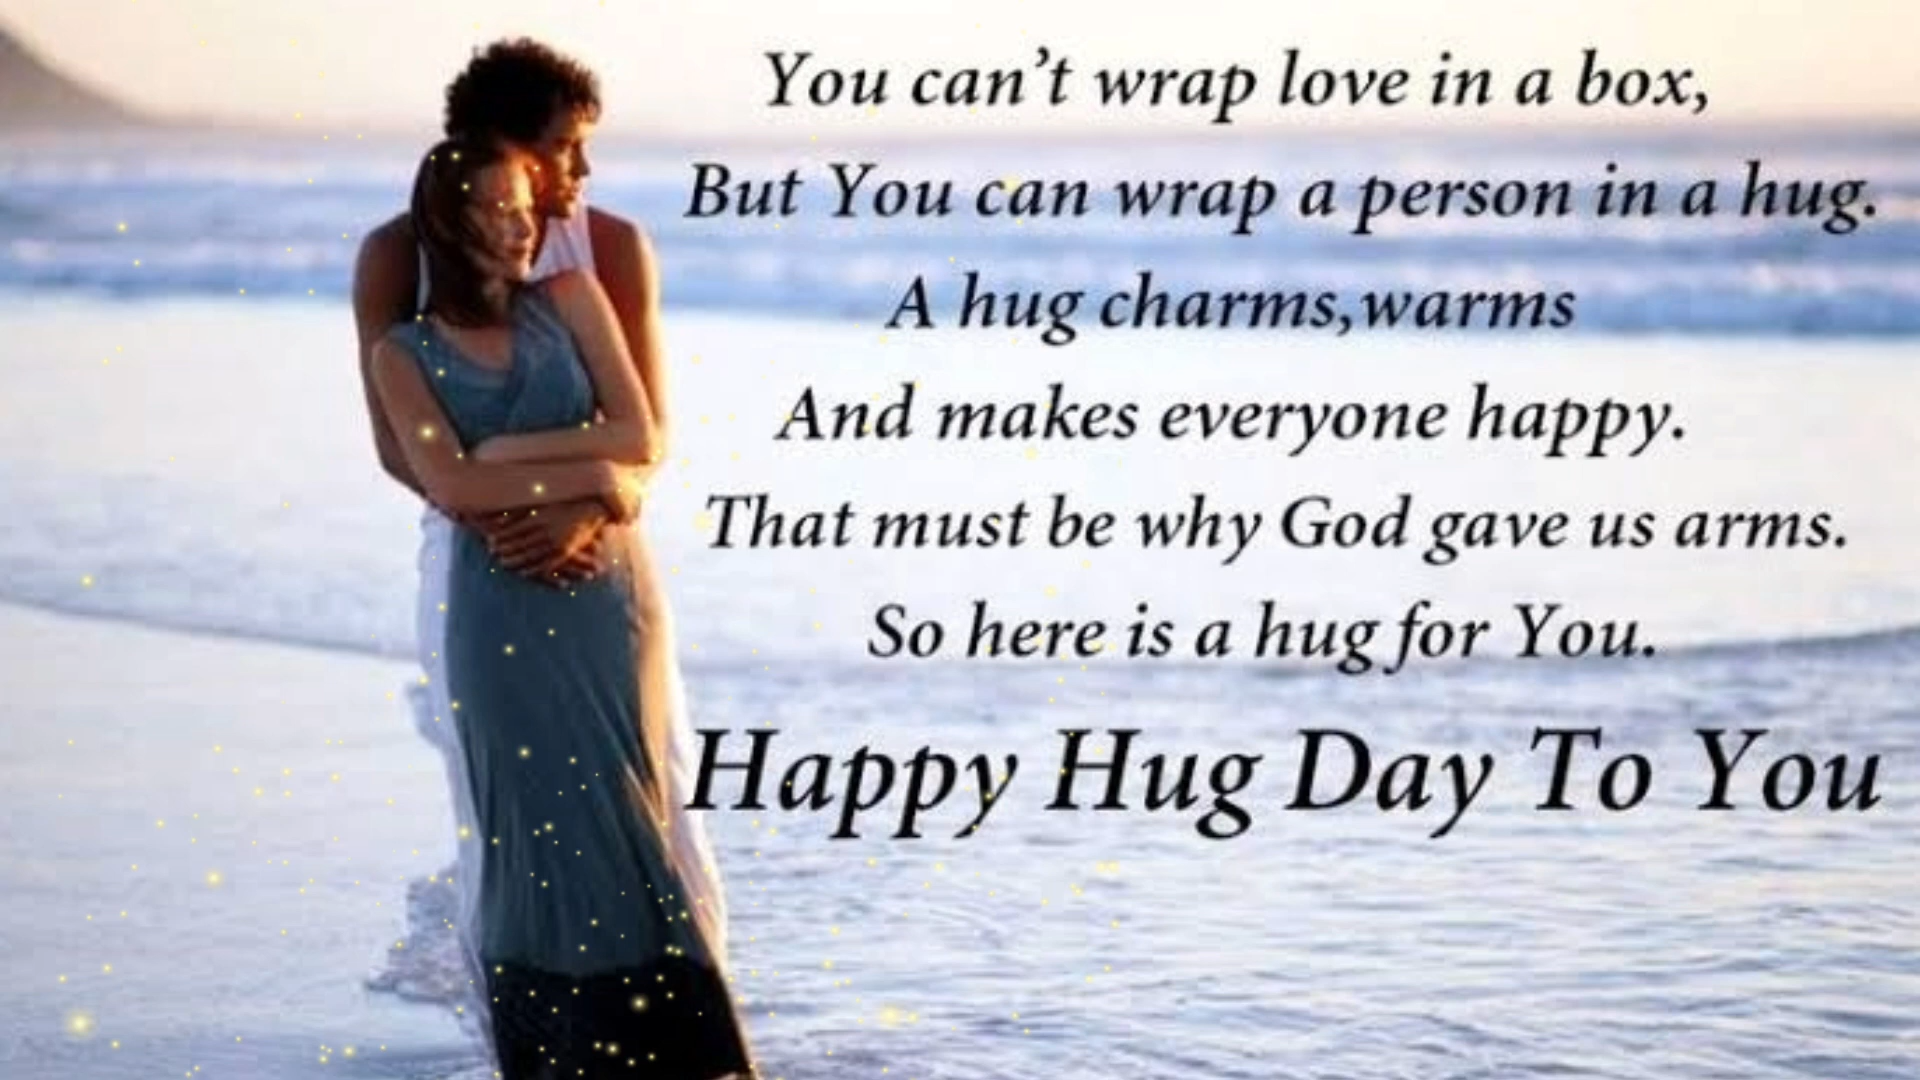 You can't wrap love in a box,
But You can wrap a person in a hug.
A hug charms,warms
And makes everyone happy.
That must be why God gave us arms.
So here is a hug for You.
Happy Hug Day To You